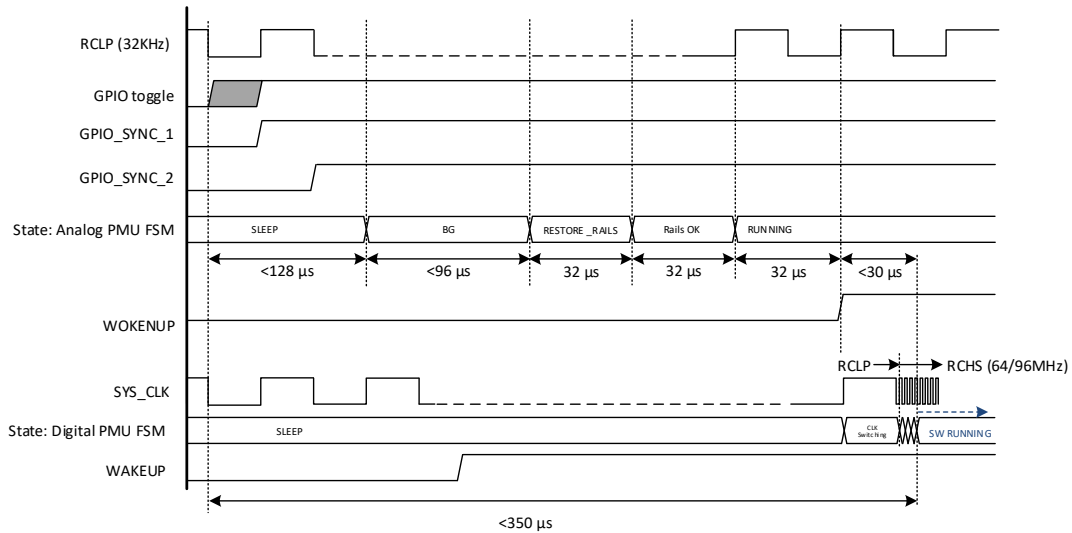 RCLP (32KHz)
GPIO toggle
GPIO_SYNC_1
GPIO_SYNC_2
State: Analog PMU FSM
SLEEP
BG
RESTORE_RAILS
Rails OK
RUNNING
<128 µs
<96 µs
32 µs
32 µs
32 µs
<30 µs
WOKENUP
RCLP
RCHS (64/96MHz)
SYS_CLK
State: Digital PMU FSM
SLEEP
CLK
Switching
SW RUNNING
WAKEUP
<350 µs